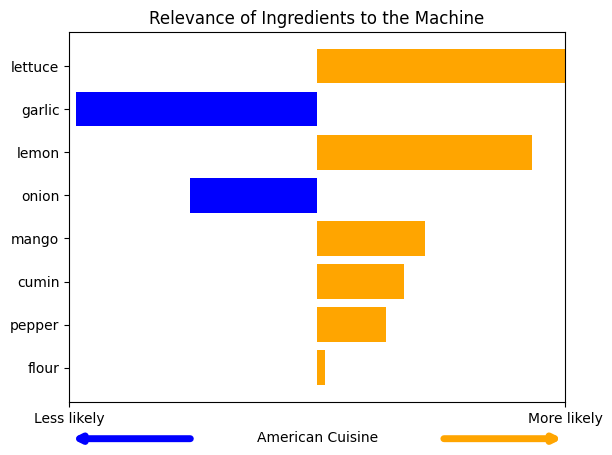 Relevance of Ingredients to the Machine
lettuce
garlic
lemon
onion
mango
cumin
pepper
flour
Less likely
More likely
American Cuisine